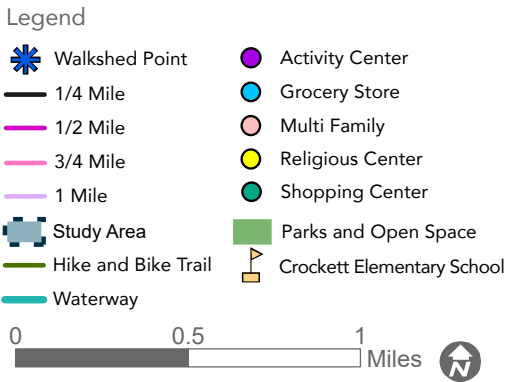 Legend
Walkshed Point
1/4 Mile
1/2 Mile
3/4 Mile
1 Mile
Study Area
Hike and Bike Trail
Waterway
Activity Center
Grocery Store
Multi Family
Religious Center
Shopping Center
Parks and Open Space
Crockett Elementary School
0 0.5 1
Miles
N